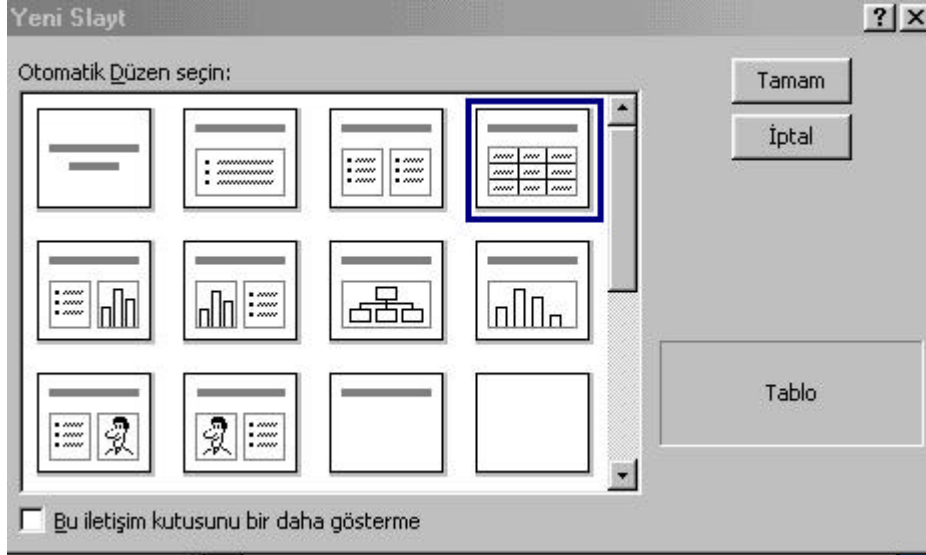 Yeni Slayt
Otomatik Düzen seçin:
Tamam
İptal
Tablo
Bu iletişim kutusunu bir daha gösterme